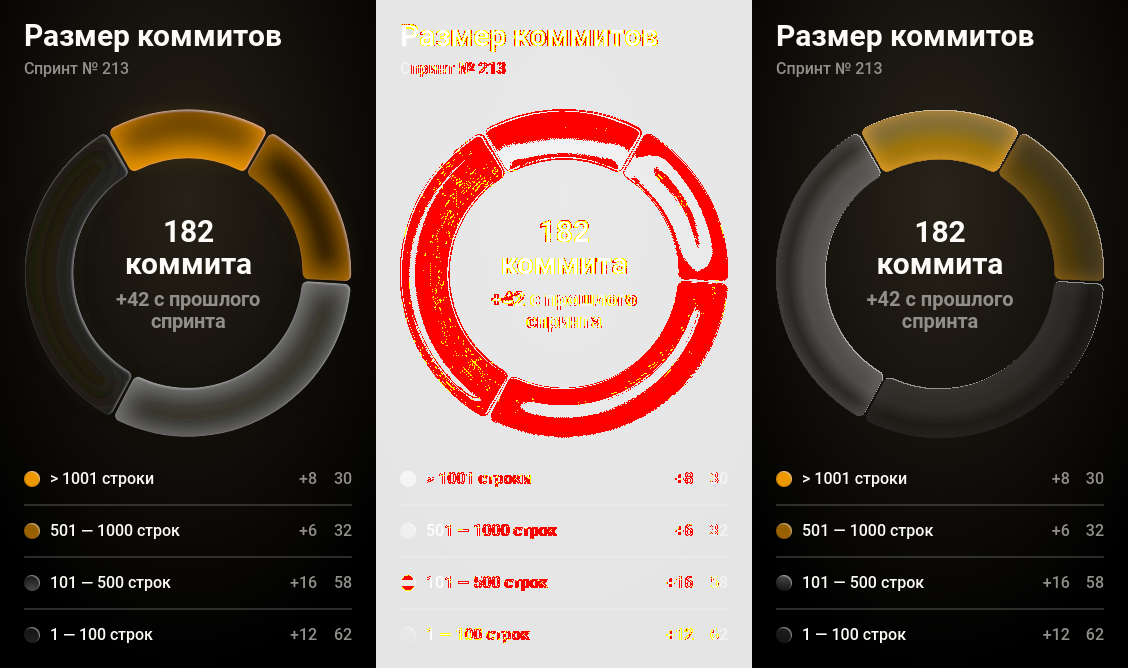 Размер коммитов
Спринт № 213
182
коммита
+42 с прошлого
спринта
> 1001 строки +8 30
501 — 1000 строк +6 32
101 — 500 строк +16 58
1 — 100 строк +12 62
Размер коммитов
Спринт № 213
182
коммита
+42 с прошлого
спринта
> 1001 строки +8 30
501 — 1000 строк +6 32
101 — 500 строк +16 58
1 — 100 строк +12 62
Размер коммитов
Спринт № 213
182
коммита
+42 с прошлого
спринта
> 1001 строки +8 30
501 — 1000 строк +6 32
101 — 500 строк +16 58
1 — 100 строк +12 62